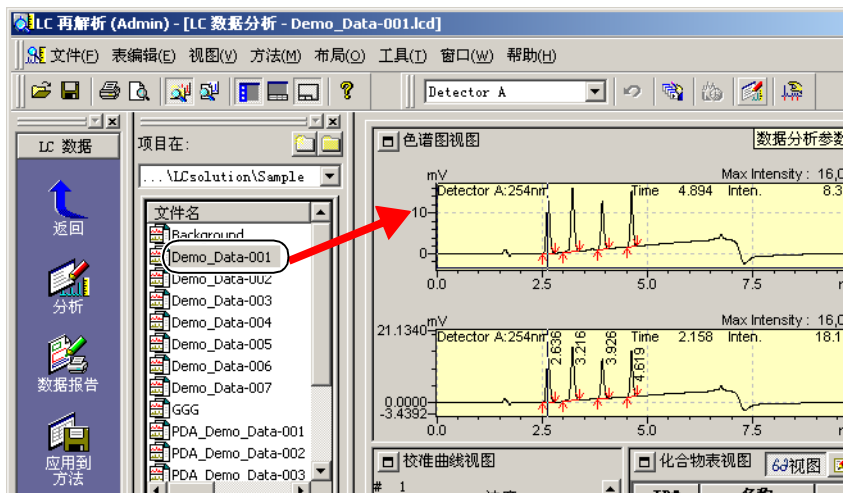 LC 再解析 (Admin) - [LC 数据分析 - Demo_Data-001.lcd]
文件(F) 表编辑(E) 视图(V) 方法(M) 布局(O) 工具(T) 窗口(W) 帮助(H)
Detector A
LC 数据
返回
分析
数据报告
应用到
方法
项目在:
...\LCsolution\Sample
文件名
Background
Demo_Data-001
Demo_Data-002
Demo_Data-003
Demo_Data-004
Demo_Data-005
Demo_Data-006
Demo_Data-007
GGG
PDA_Demo_Data-001
PDA_Demo_Data-002
PDA_Demo_Data-003
色谱图视图 数据分析参数
mV Max Intensity : 16,0
Detector A:254nm Time 4.894 Inten. 8.3
10
0
0.0 2.5 5.0 7.5
mV Max Intensity : 16,0
21.1340
Detector A:254nm Time 2.158 Inten. 18.1
2.636 3.216 3.926 4.619
0.0000
-3.4392
0.0 2.5 5.0 7.5
校准曲线视图
# 1
化合物表视图 视图